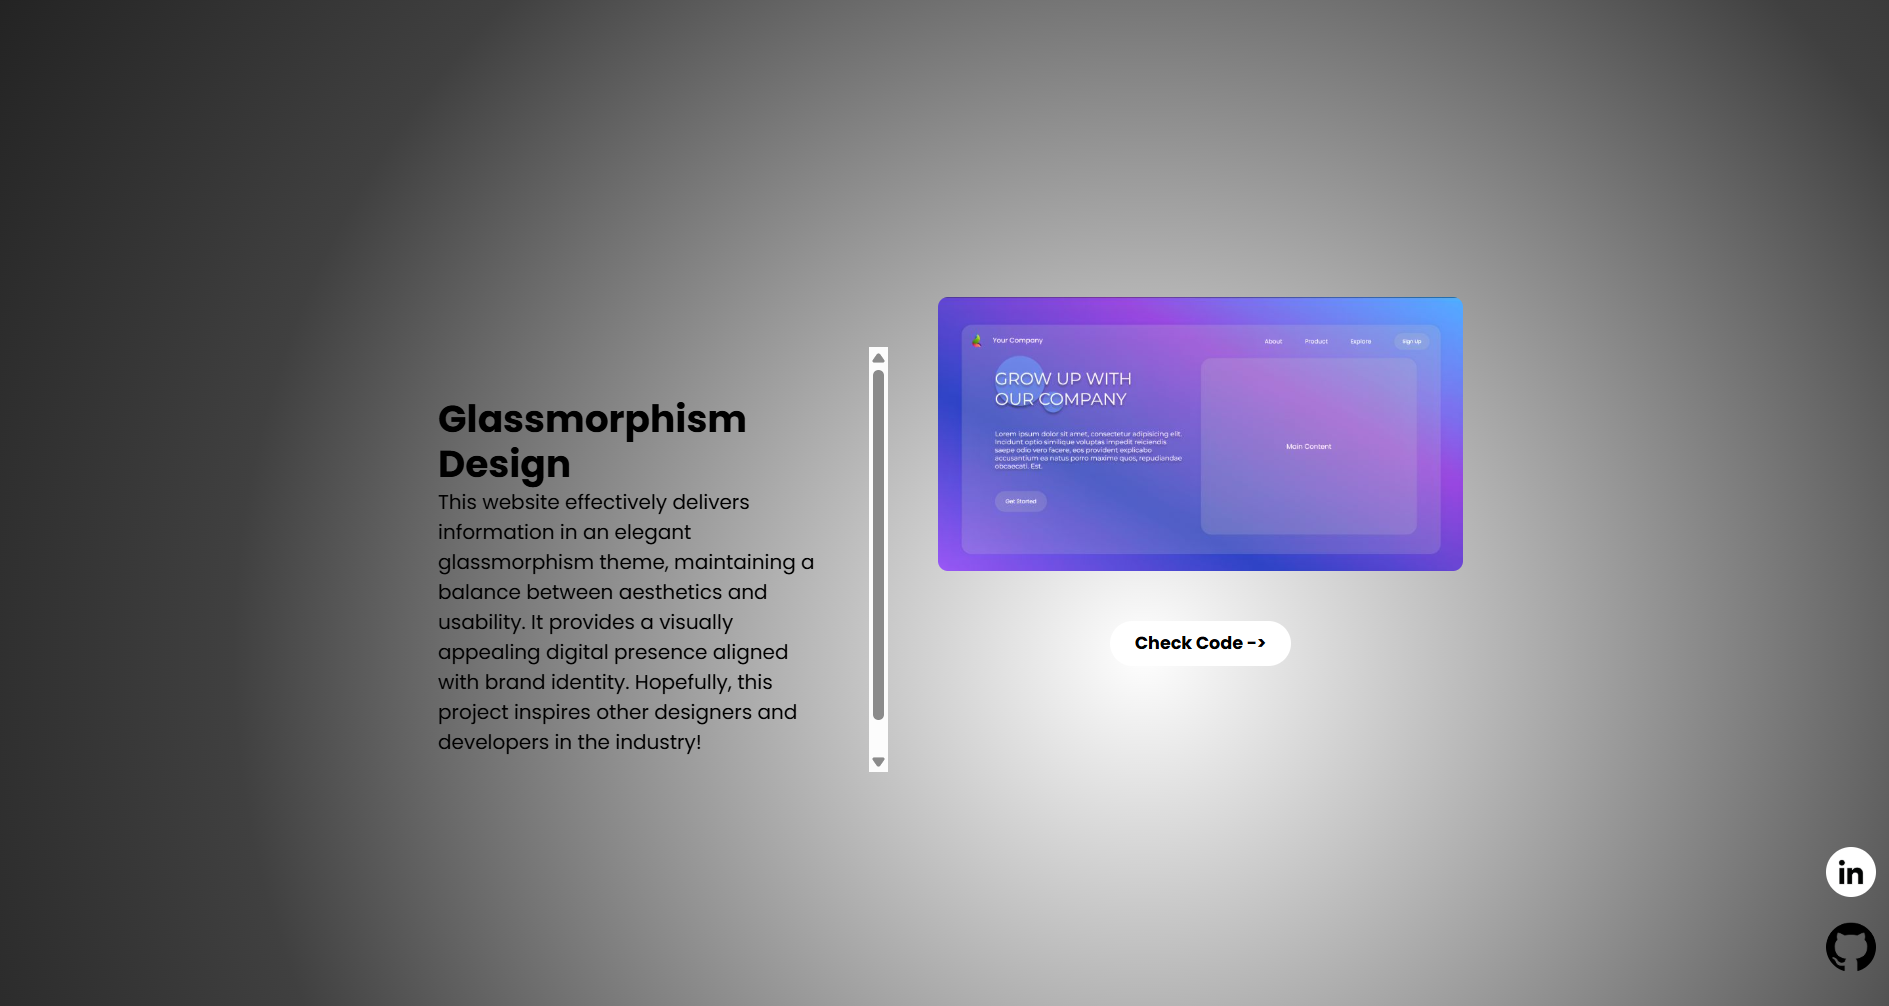 Glassmorphism
Design
This website effectively delivers
information in an elegant
glassmorphism theme, maintaining a
balance between aesthetics and
usability. It provides a visually
appealing digital presence aligned
with brand identity. Hopefully, this
project inspires other designers and
developers in the industry!
Your Company
About Product Explore Sign Up
GROW UP WITH
OUR COMPANY
Lorem ipsum dolor sit amet, consectetur adipisicing elit.
Incidunt optio similique voluptas impedit reiciendis
saepe odio vero facere, eos provident explicabo
accusantium ea natus porro maxime quos, repudiandae
obcaecati. Est.
Main Content
Get Started
Check Code ->
in